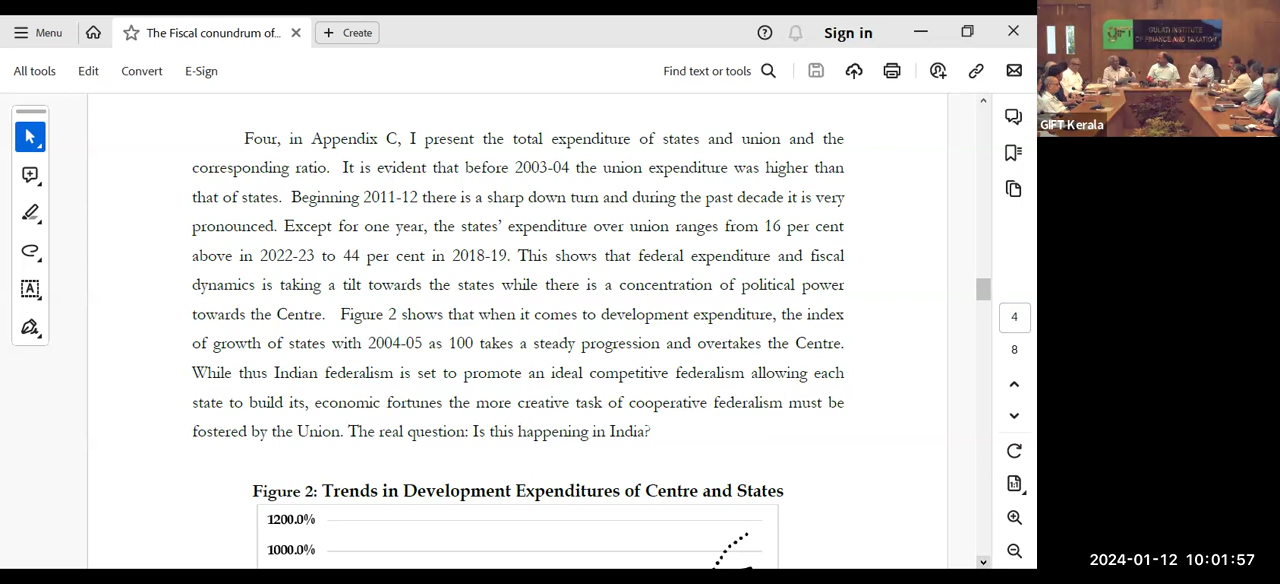 Menu
The Fiscal conundrum of...
Create
Sign in
All tools
Edit
Convert
E-Sign
Find text or tools
Four, in Appendix C, I present the total expenditure of states and union and the
corresponding ratio. It is evident that before 2003-04 the union expenditure was higher than
that of states. Beginning 2011-12 there is a sharp down turn and during the past decade it is very
pronounced. Except for one year, the states' expenditure over union ranges from 16 per cent
above in 2022-23 to 44 per cent in 2018-19. This shows that federal expenditure and fiscal
dynamics is taking a tilt towards the states while there is a concentration of political power
towards the Centre. Figure 2 shows that when it comes to development expenditure, the index
of growth of states with 2004-05 as 100 takes a steady progression and overtakes the Centre.
While thus Indian federalism is set to promote an ideal competitive federalism allowing each
state to build its, economic fortunes the more creative task of cooperative federalism must be
fostered by the Union. The real question: Is this happening in India?
Figure 2: Trends in Development Expenditures of Centre and States
1200.0%
1000.0%
4
8
GIFT
GULATI INSTITUTE
OF FINANCE AND TAXATION
GIFT Kerala
2024-01-12 10:01:57